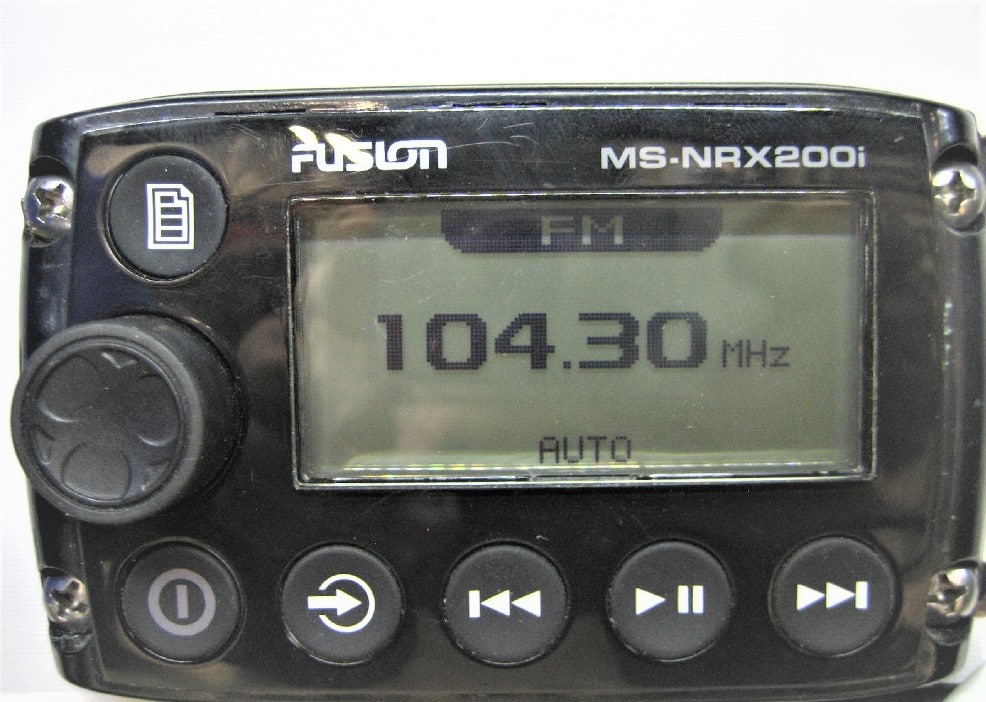 FUSION
MS-NRX200i
FM
104.30 MHz
AUTO